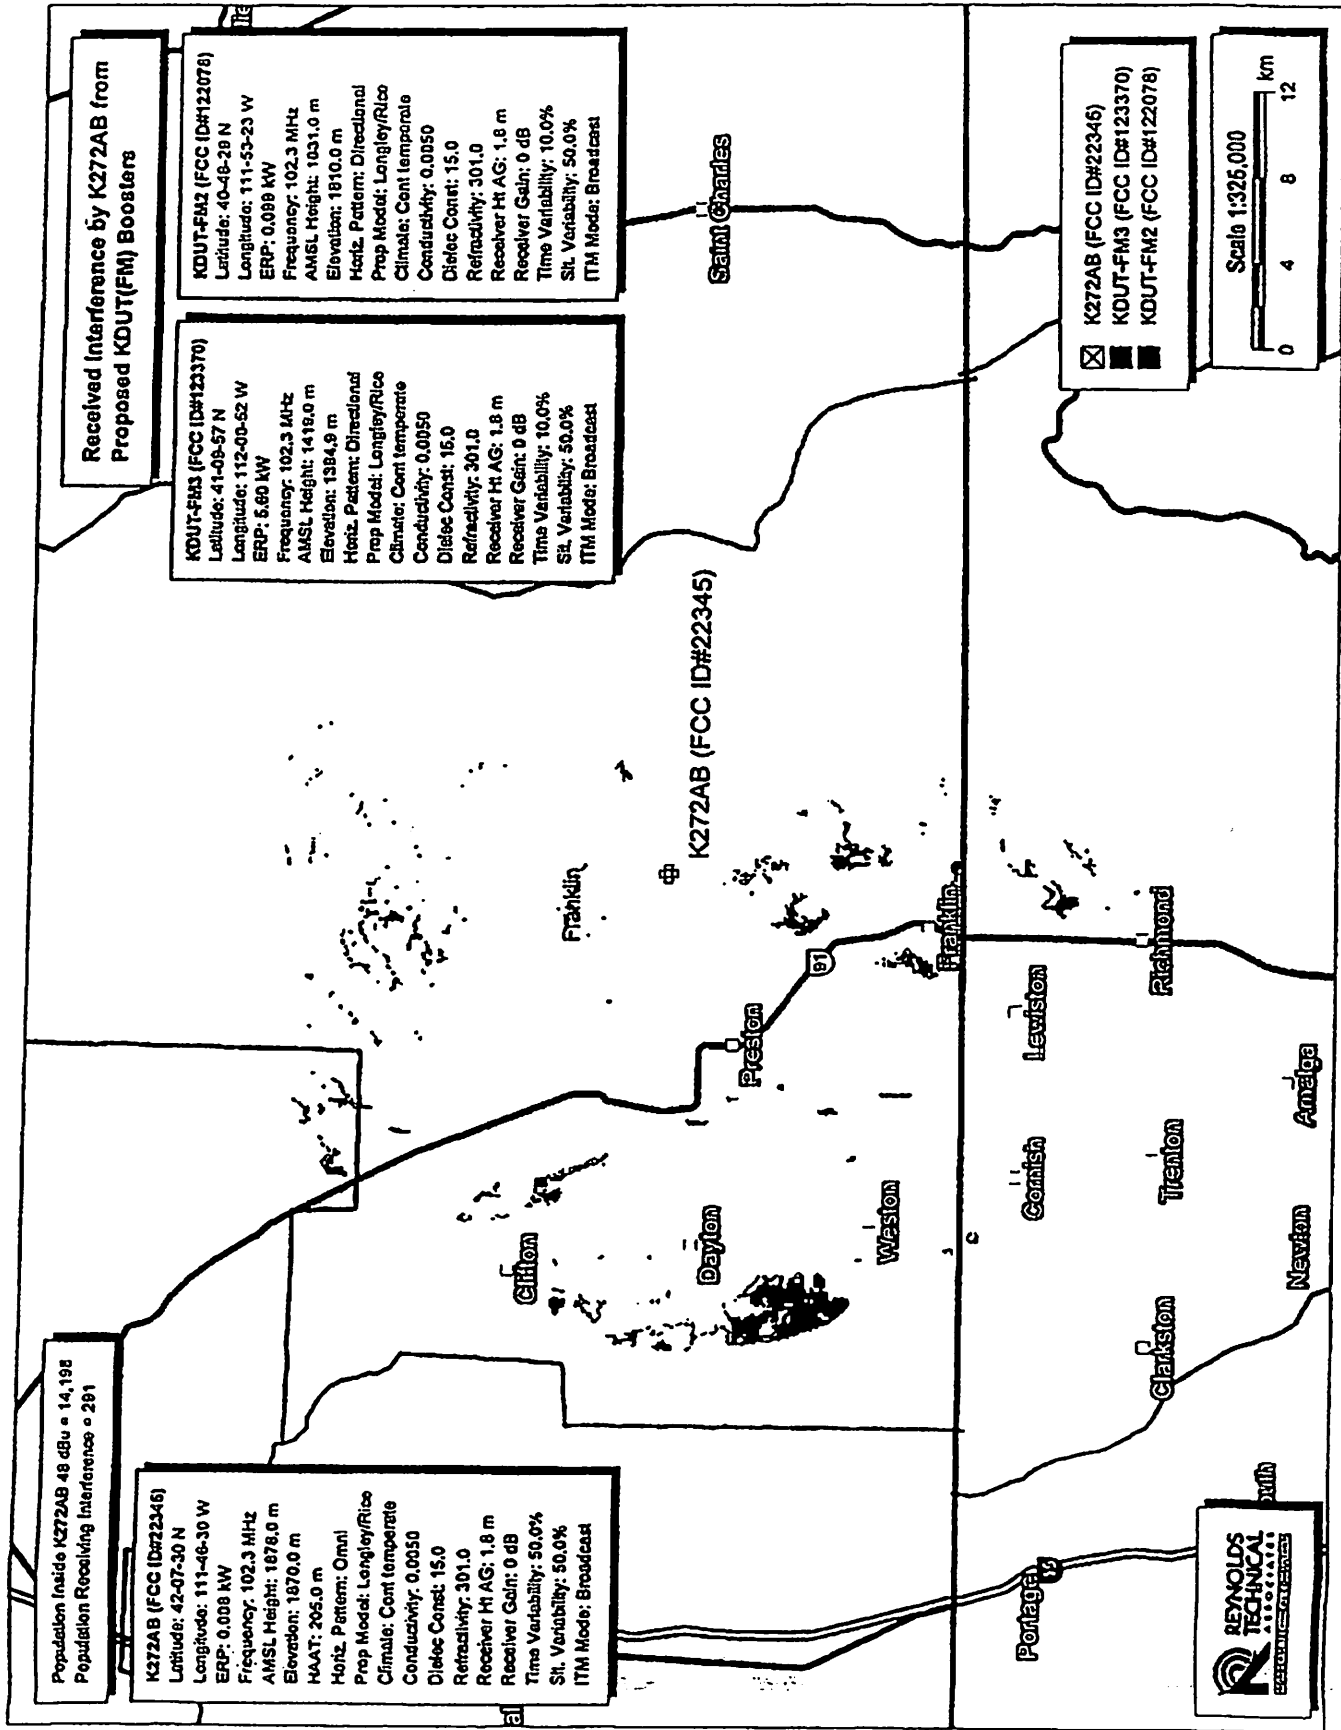 Received Interference by K272AB from
Proposed KDUT(FM) Boosters
Population Inside K272AB 48 dBu = 14,198
Population Receiving Interference = 291
K272AB (FCC ID#22345)
Latitude: 42-07-30 N
Longitude: 111-46-30 W
ERP: 0.008 kW
Frequency: 102.3 MHz
AMSL Height: 1878.0 m
Elevation: 1870.0 m
HAAT: 205.0 m
Horiz. Pattern: Omni
Prop Model: Longley/Rice
Climate: Cont temperate
Conductivity: 0.0050
Dielec Const: 15.0
Refractivity: 301.0
Receiver Ht AG: 1.8 m
Receiver Gain: 0 dB
Time Variability: 50.0%
Sit. Variability: 50.0%
ITM Mode: Broadcast
KDUT-FM3 (FCC ID#123370)
Latitude: 41-09-57 N
Longitude: 112-00-52 W
ERP: 5.60 kW
Frequency: 102.3 MHz
AMSL Height: 1419.0 m
Elevation: 1384.9 m
Horiz. Pattern: Directional
Prop Model: Longley/Rice
Climate: Cont temperate
Conductivity: 0.0050
Dielec Const: 15.0
Refractivity: 301.0
Receiver Ht AG: 1.8 m
Receiver Gain: 0 dB
Time Variability: 10.0%
Sit. Variability: 50.0%
ITM Mode: Broadcast
KDUT-FM2 (FCC ID#122078)
Latitude: 40-48-29 N
Longitude: 111-53-23 W
ERP: 0.099 kW
Frequency: 102.3 MHz
AMSL Height: 1031.0 m
Elevation: 1810.0 m
Horiz. Pattern: Directional
Prop Model: Longley/Rice
Climate: Cont temperate
Conductivity: 0.0050
Dielec Const: 15.0
Refractivity: 301.0
Receiver Ht AG: 1.8 m
Receiver Gain: 0 dB
Time Variability: 10.0%
Sit. Variability: 50.0%
ITM Mode: Broadcast
Clifton
Franklin
Dayton
Preston
K272AB (FCC ID#22345)
Saint Charles
91
Weston
Franklin
Portage
Cornish
Lewiston
Clarkston
Trenton
Richmond
Newton
Amalga
K272AB (FCC ID#22345)
KDUT-FM3 (FCC ID#123370)
KDUT-FM2 (FCC ID#122078)
Scale 1:325,000
0 4 8 12
km
REYNOLDS
TECHNICAL
ASSOCIATES